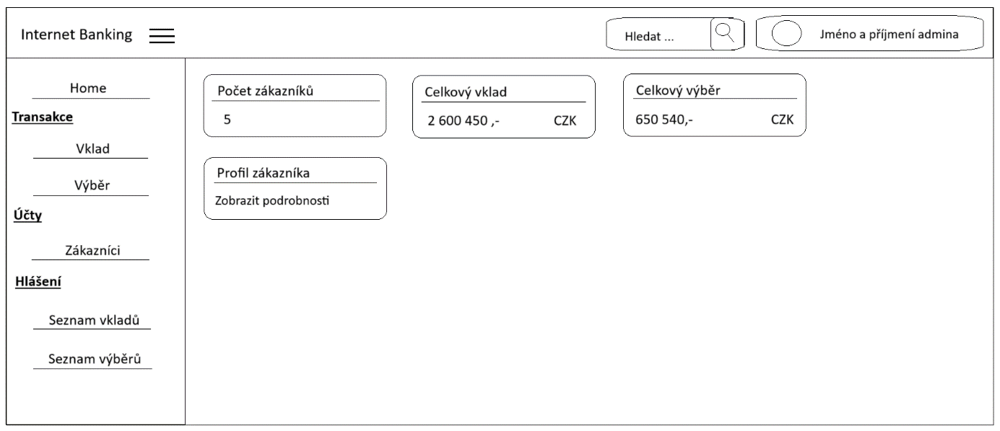 Internet Banking
Hledat ...
Jméno a příjmení admina
Home
Transakce
Vklad
Výběr
Účty
Zákazníci
Hlášení
Seznam vkladů
Seznam výběrů
Počet zákazníků
5
Celkový vklad
2 600 450 ,- CZK
Celkový výběr
650 540,- CZK
Profil zákazníka
Zobrazit podrobnosti